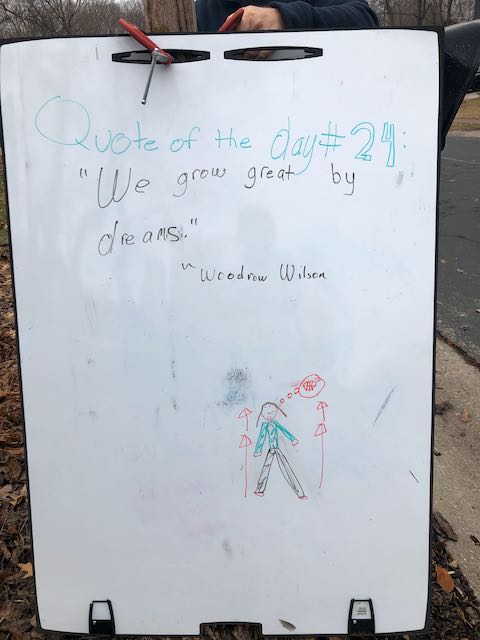 Quote of the day #24:
"We grow great by
dreams."
~Woodrow Wilson